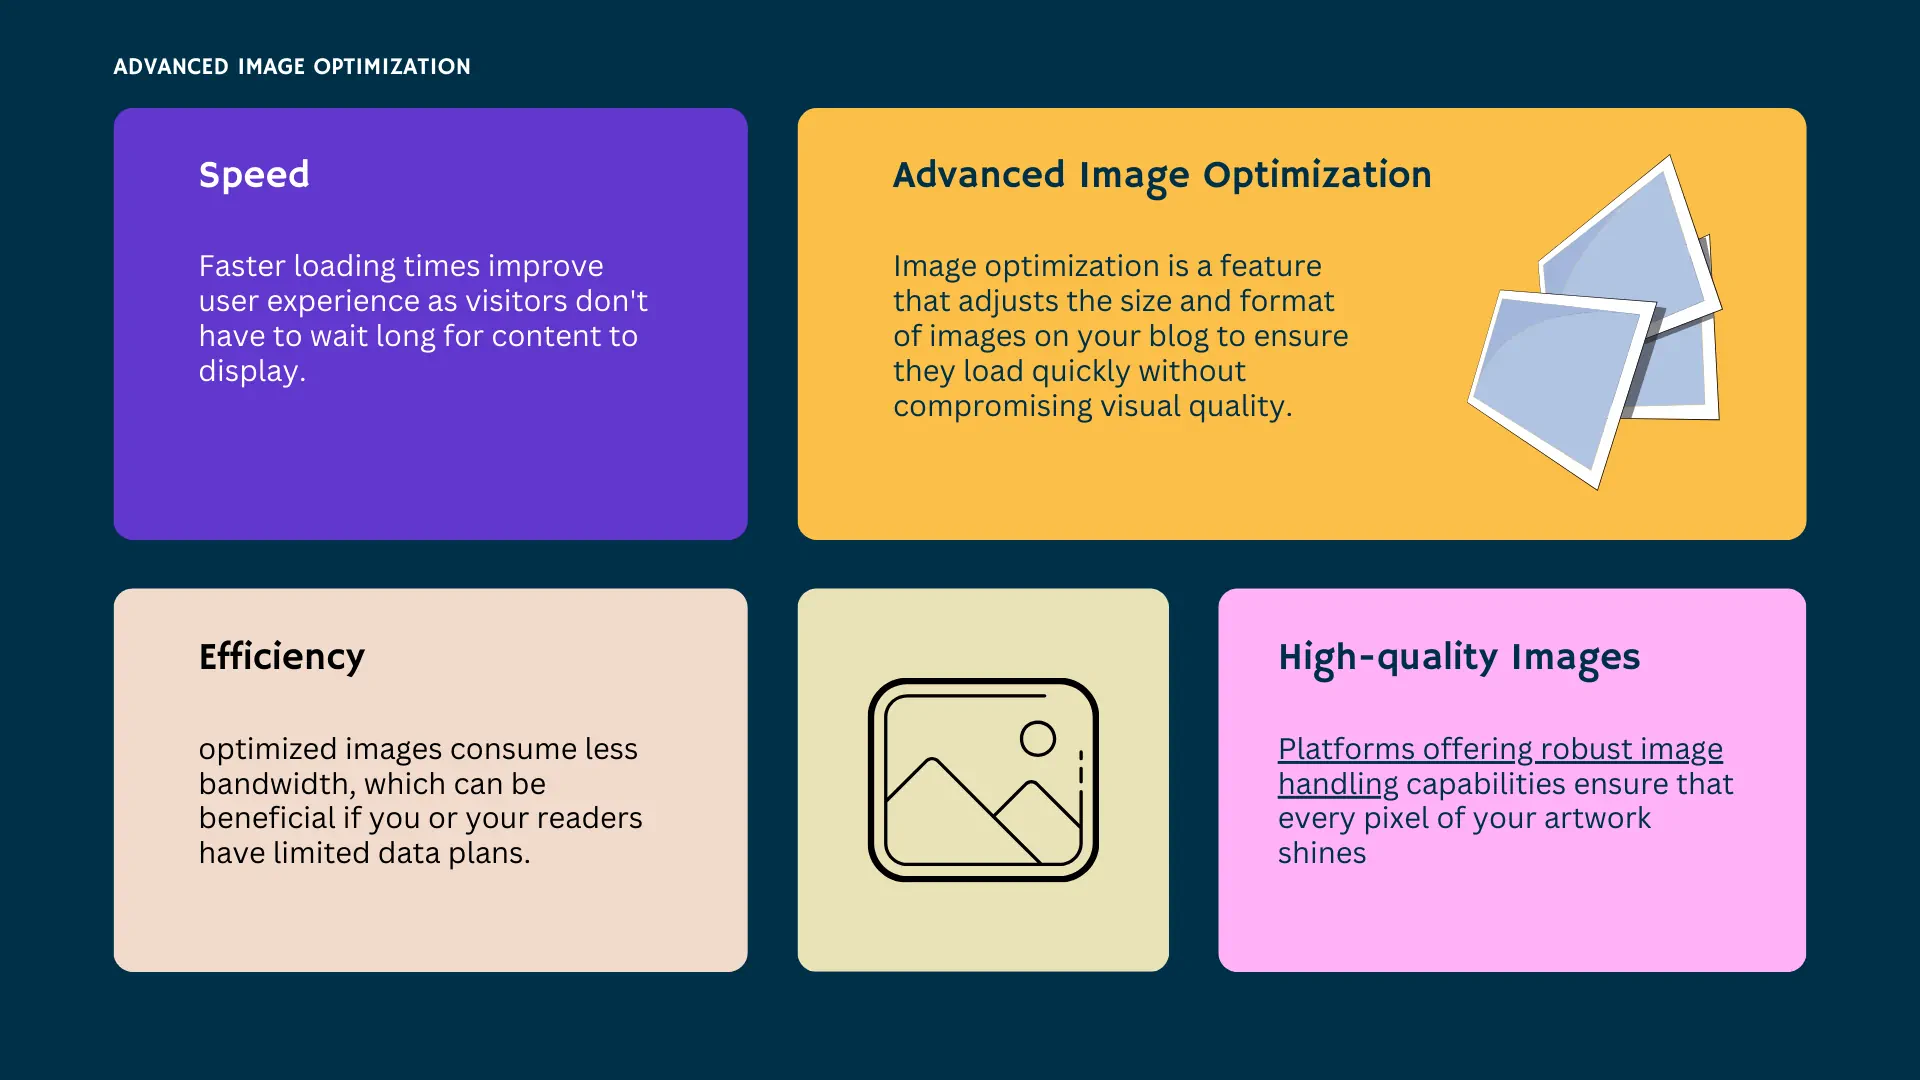 ADVANCED IMAGE OPTIMIZATION
Speed
Faster loading times improve
user experience as visitors don't
have to wait long for content to
display.
Advanced Image Optimization
Image optimization is a feature
that adjusts the size and format
of images on your blog to ensure
they load quickly without
compromising visual quality.
Efficiency
optimized images consume less
bandwidth, which can be
beneficial if you or your readers
have limited data plans.
High-quality Images
Platforms offering robust image
handling capabilities ensure that
every pixel of your artwork
shines